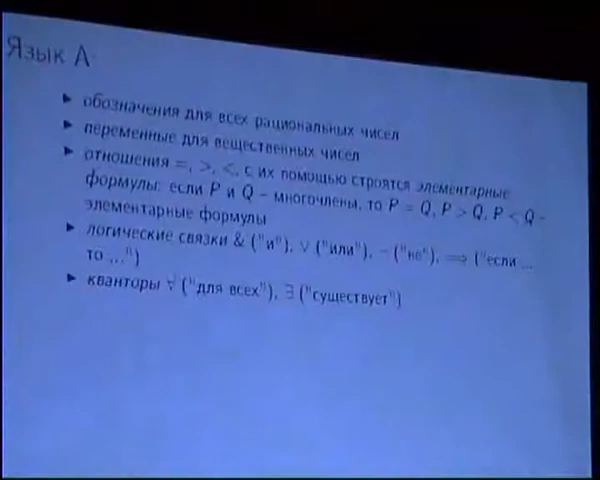 Язык A
► обозначения для всех рациональных чисел
► переменные для вещественных чисел
► отношения =, >, <, с их помощью строятся элементарные
формулы: если P и Q – многочлены, то P = Q, P > Q, P < Q –
элементарные формулы
► логические связки & ("и"), ∨ ("или"), ¬ ("не"), ⟹ ("если ...
то ...")
► кванторы ∀ ("для всех"), ∃ ("существует")